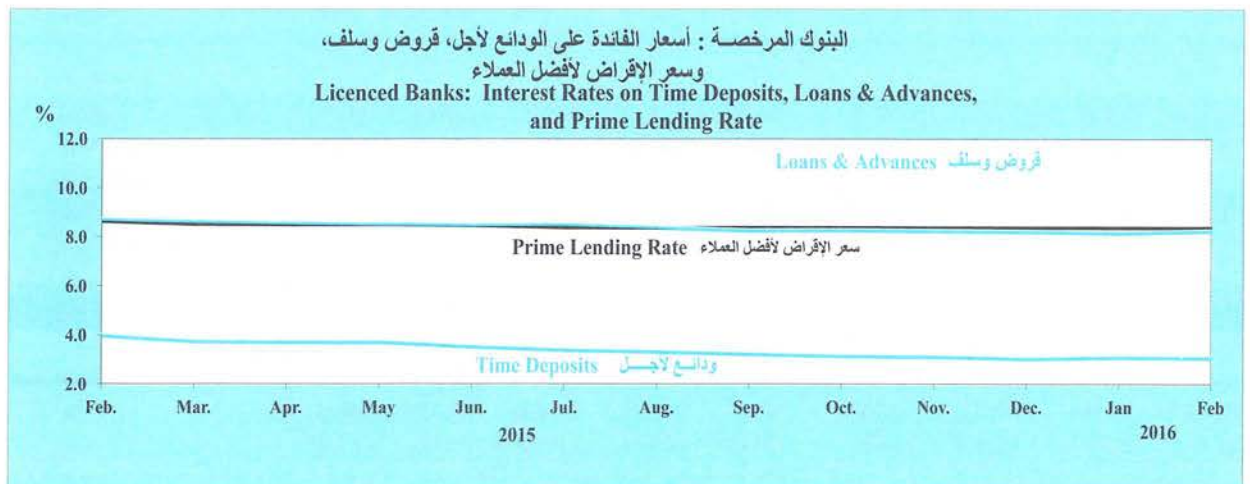 البنوك المرخصــة : أسعار الفائدة على الودائع لأجل، قروض وسلف،
وسعر الإقراض لأفضل العملاء
Licenced Banks: Interest Rates on Time Deposits, Loans & Advances,
and Prime Lending Rate
%
12.0
Loans & Advances قروض وسلف
10.0
8.0
Prime Lending Rate سعر الإقراض لأفضل العملاء
6.0
4.0
Time Deposits ودائــع لأجـــل
2.0
Feb. Mar. Apr. May Jun. Jul. Aug. Sep. Oct. Nov. Dec. Jan Feb
2015 2016